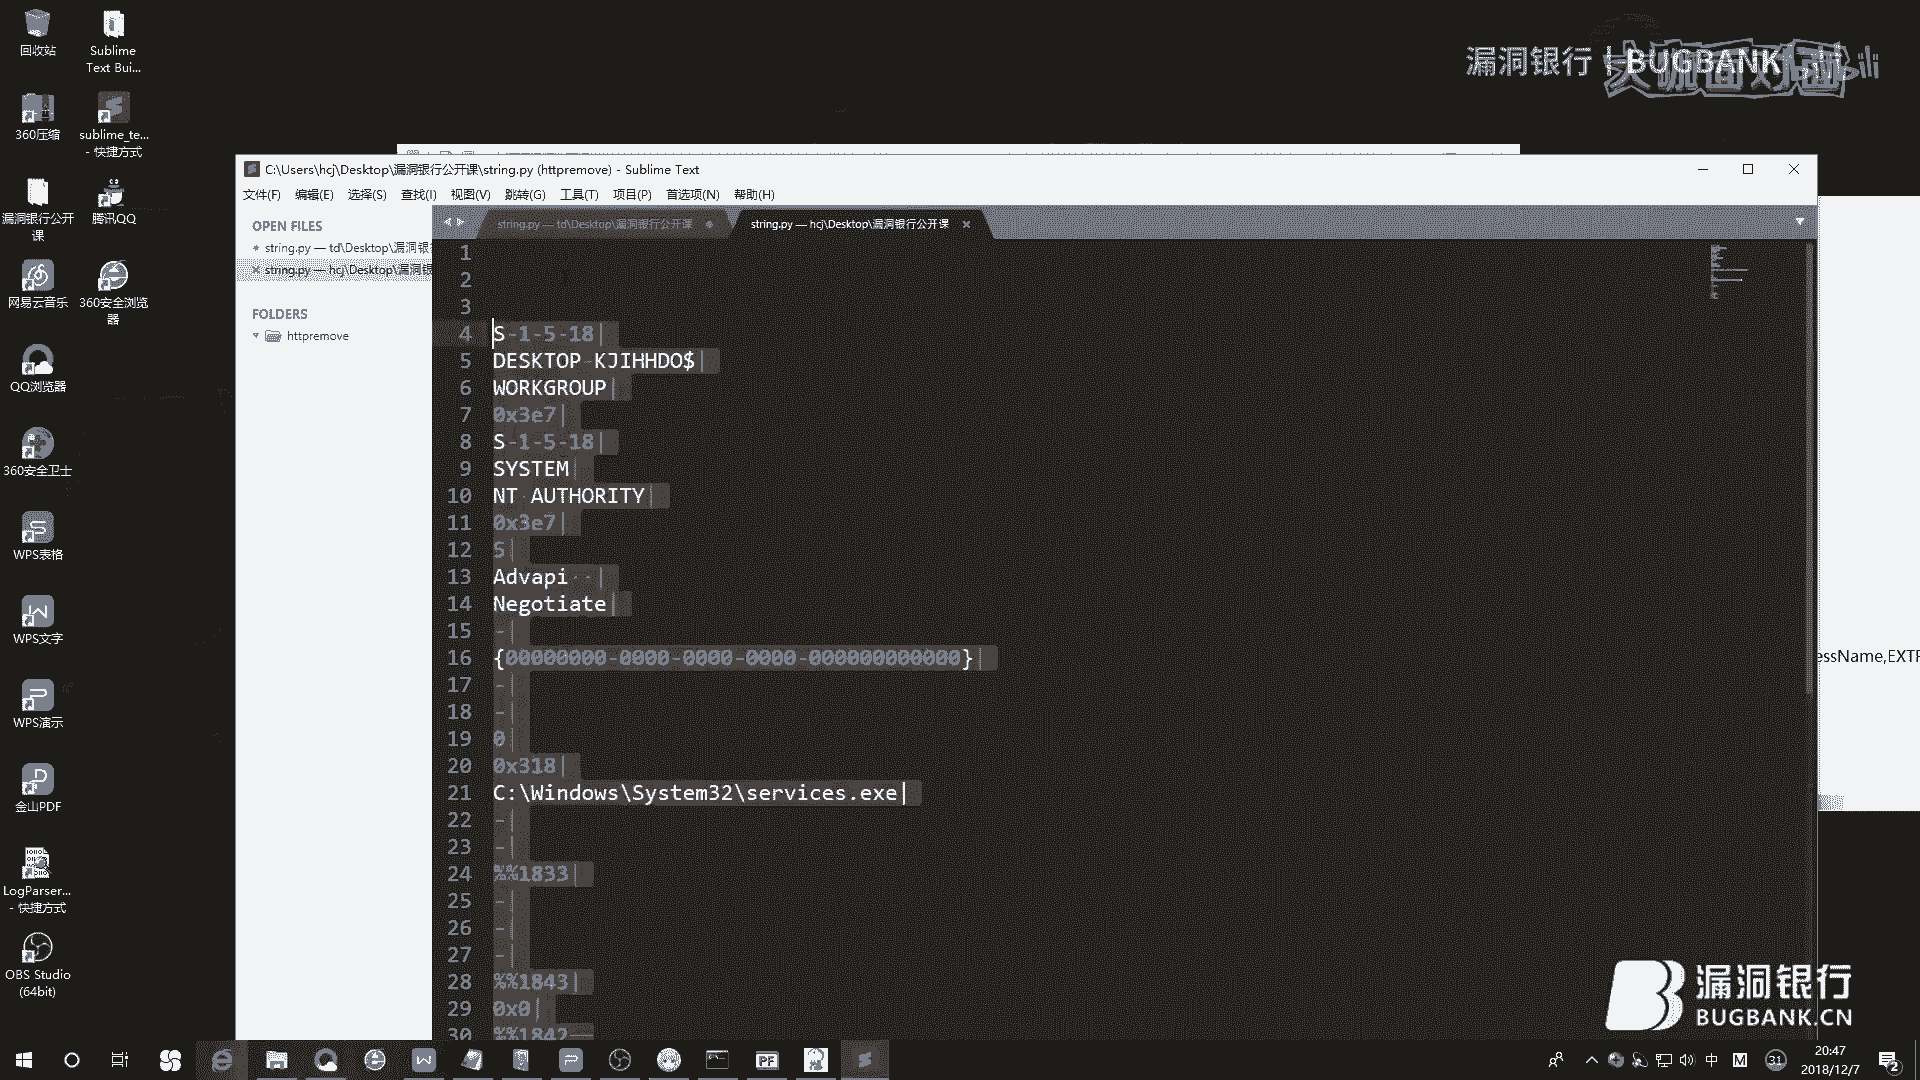 回收站
Sublime
Text Bui...
360压缩
sublime_te...
- 快捷方式
漏洞银行公开
课
腾讯QQ
网易云音乐
360安全浏览
器
QQ浏览器
360安全卫士
WPS表格
WPS文字
WPS演示
金山PDF
LogParser...
- 快捷方式
OBS Studio
(64bit)
漏洞银行 | BUGBANK
大咖面对面
C:\Users\hcj\Desktop\漏洞银行公开课\string.py (httpremove) - Sublime Text
文件(F) 编辑(E) 选择(S) 查找(I) 视图(V) 跳转(G) 工具(T) 项目(P) 首选项(N) 帮助(H)
OPEN FILES
string.py — td\Desktop\漏洞银
string.py — hcj\Desktop\漏洞银
FOLDERS
httpremove
string.py — td\Desktop\漏洞银行公开课
string.py — hcj\Desktop\漏洞银行公开课
1
2
3
4 S-1-5-18|
5 DESKTOP-KJIHHDO$|
6 WORKGROUP|
7 0x3e7|
8 S-1-5-18|
9 SYSTEM|
10 NT AUTHORITY|
11 0x3e7|
12 5|
13 Advapi  |
14 Negotiate|
15 -|
16 {00000000-0000-0000-0000-000000000000}|
17 -|
18 -|
19 0|
20 0x318|
21 C:\Windows\System32\services.exe|
22 -|
23 -|
24 %%1833|
25 -|
26 -|
27 -|
28 %%1843|
29 0x0|
30 %%1842
essName,EXTR
漏洞银行
BUGBANK.CN
中
M
31
20:47
2018/12/7
2